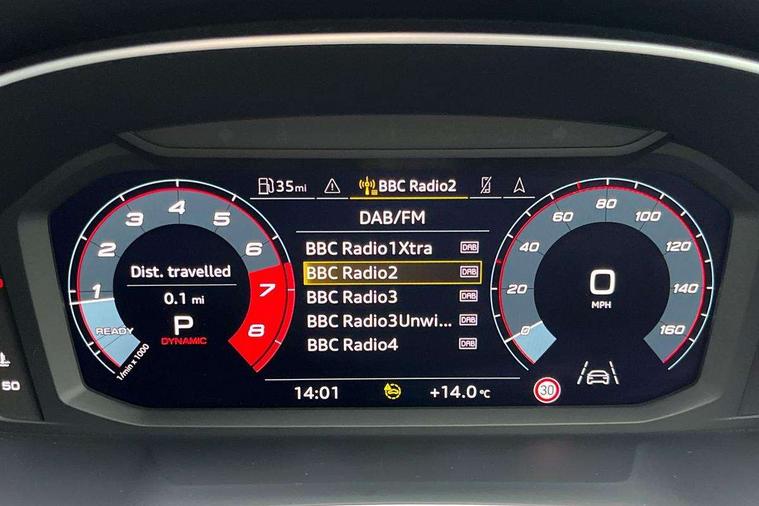 35mi BBC Radio2
DAB/FM
BBC Radio1Xtra DAB
BBC Radio2 DAB
BBC Radio3 DAB
BBC Radio3Unwi... DAB
BBC Radio4 DAB
14:01 +14.0°C
1 2 3 4 5 6 7 8
READY
1/min x 1000
Dist. travelled
0.1 mi
P
DYNAMIC
0 20 40 60 80 100 120 140 160
0
MPH
30
50